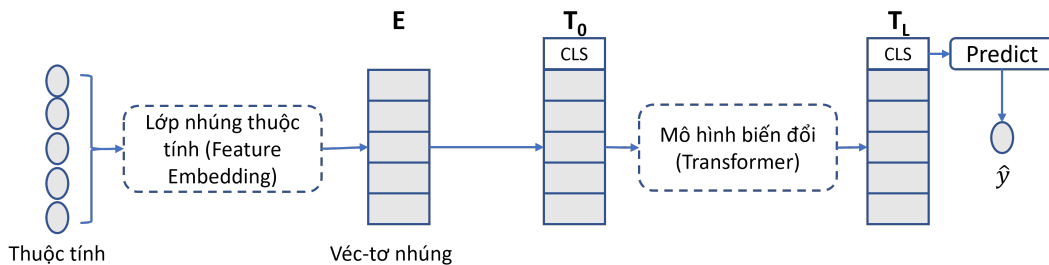 E
T₀
T_L
CLS
CLS
Predict
Lớp nhúng thuộc
tính (Feature
Embedding)
Mô hình biến đổi
(Transformer)
ŷ
Thuộc tính
Véc-tơ nhúng